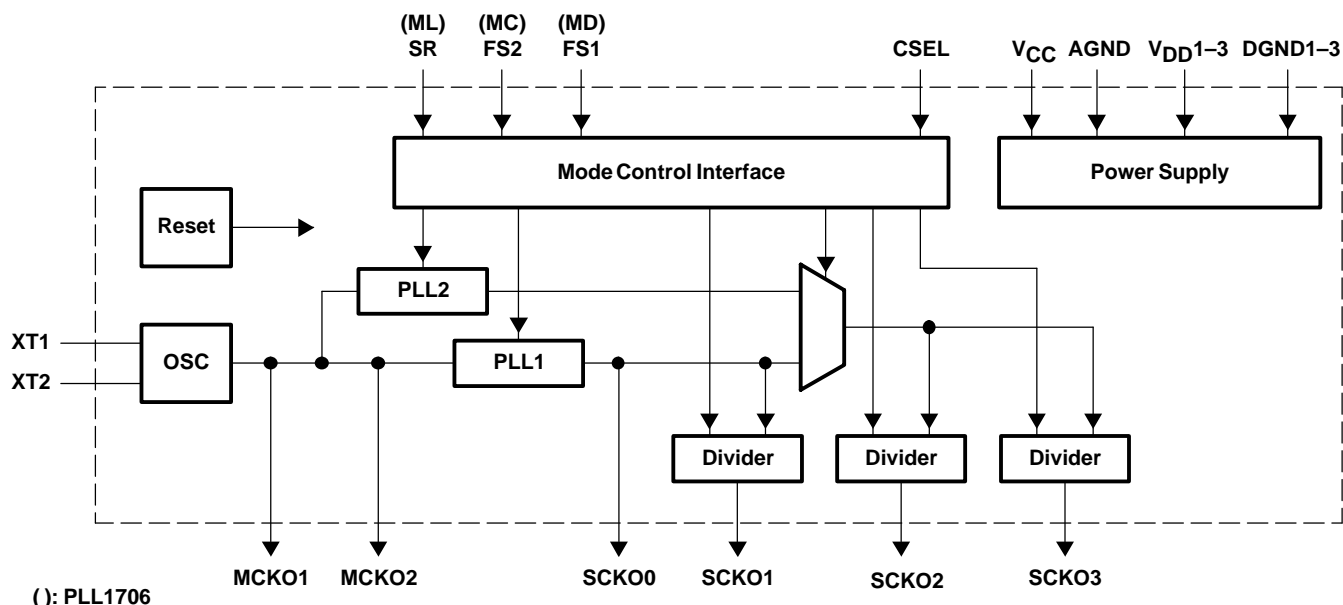 (ML) (MC) (MD)
SR FS2 FS1 CSEL VCC AGND VDD1–3 DGND1–3
Mode Control Interface
Power Supply
Reset
PLL2
XT1
OSC
PLL1
XT2
Divider Divider Divider
MCKO1 MCKO2 SCKO0 SCKO1 SCKO2 SCKO3
( ): PLL1706